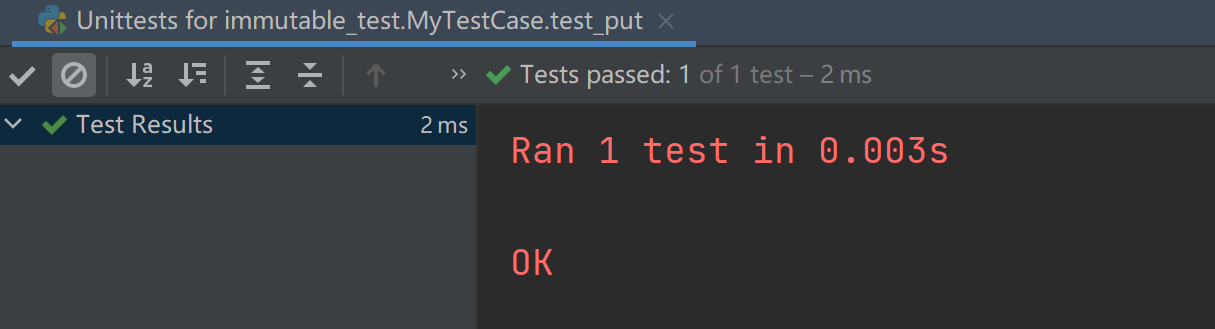 Unittests for immutable_test.MyTestCase.test_put
Tests passed: 1 of 1 test – 2 ms
Test Results 2 ms
Ran 1 test in 0.003s
OK